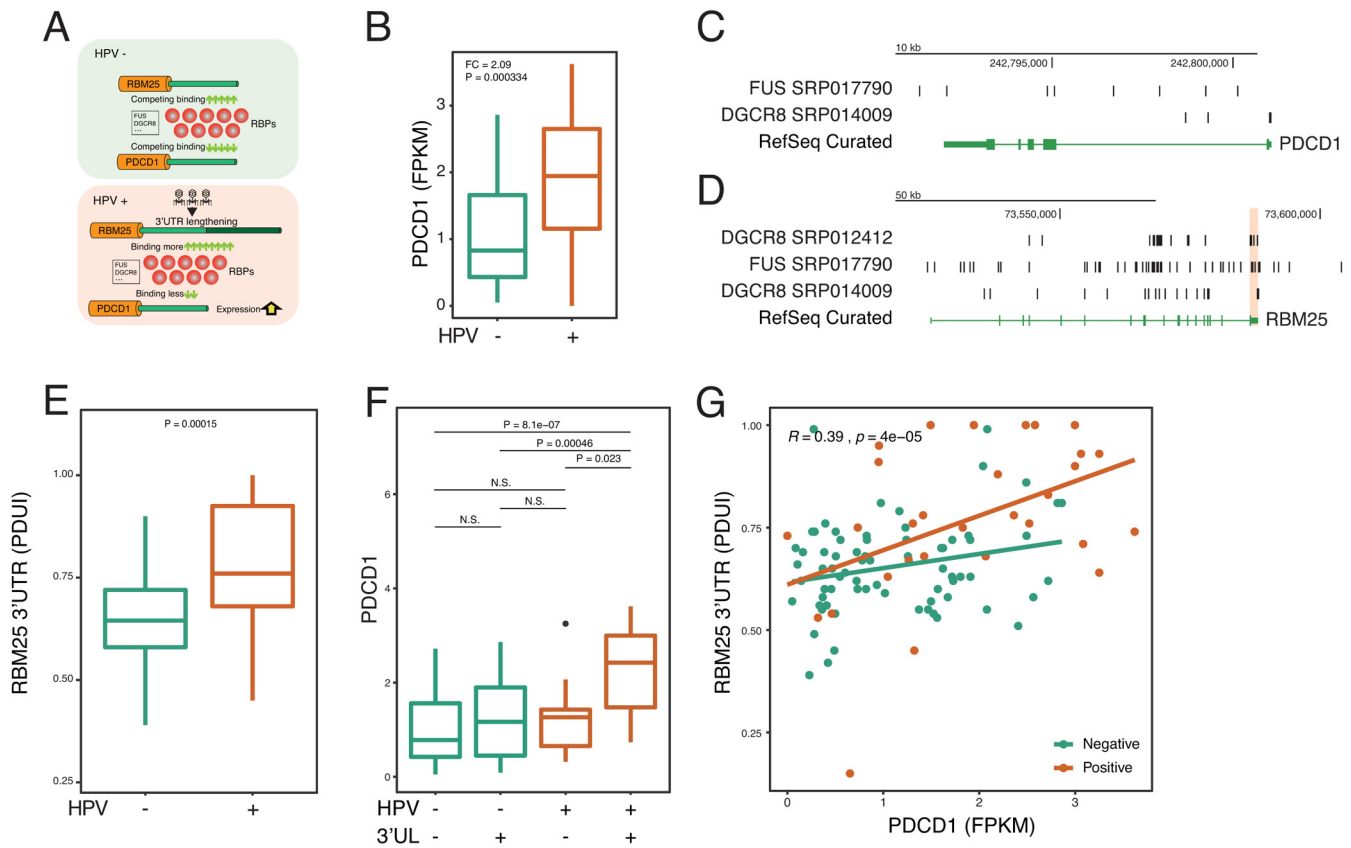 A
HPV -
RBM25
Competing binding
FUS
DGCR8
...
RBPs
Competing binding
PDCD1
HPV +
3'UTR lengthening
RBM25
Binding more
FUS
DGCR8
...
RBPs
Binding less
PDCD1
Expression
B
FC = 2.09
P = 0.000334
PDCD1 (FPKM)
3
2
1
0
HPV - +
C
10 kb
242,795,000 242,800,000
FUS SRP017790
DGCR8 SRP014009
RefSeq Curated PDCD1
D
50 kb
73,550,000 73,600,000
DGCR8 SRP012412
FUS SRP017790
DGCR8 SRP014009
RefSeq Curated RBM25
E
P = 0.00015
RBM25 3'UTR (PDUI)
1.00
0.75
0.50
0.25
HPV - +
F
P = 8.1e-07
P = 0.00046
P = 0.023
N.S.
N.S.
N.S.
PDCD1
6
4
2
0
HPV - - + +
3'UL - + - +
G
R = 0.39 , p = 4e-05
RBM25 3'UTR (PDUI)
1.00
0.75
0.50
0.25
Negative
Positive
0 1 2 3
PDCD1 (FPKM)